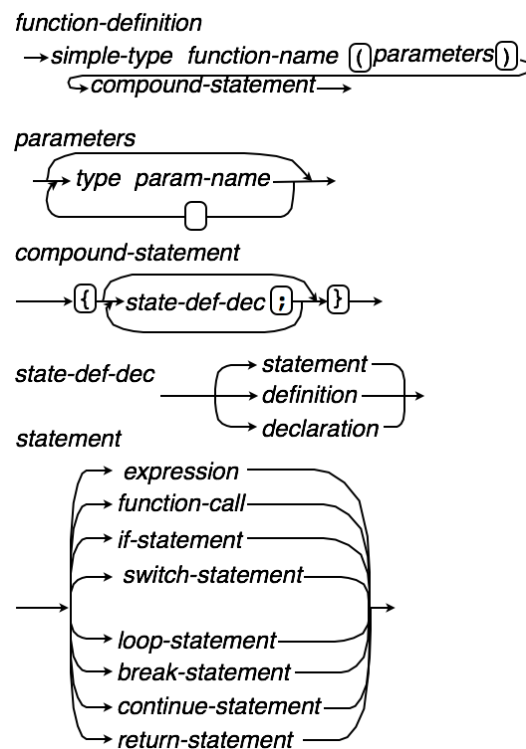 function-definition
simple-type function-name ( parameters )
compound-statement
parameters
type param-name
compound-statement
{ state-def-dec ; }
statement
state-def-dec definition
declaration
statement
expression
function-call
if-statement
switch-statement
loop-statement
break-statement
continue-statement
return-statement